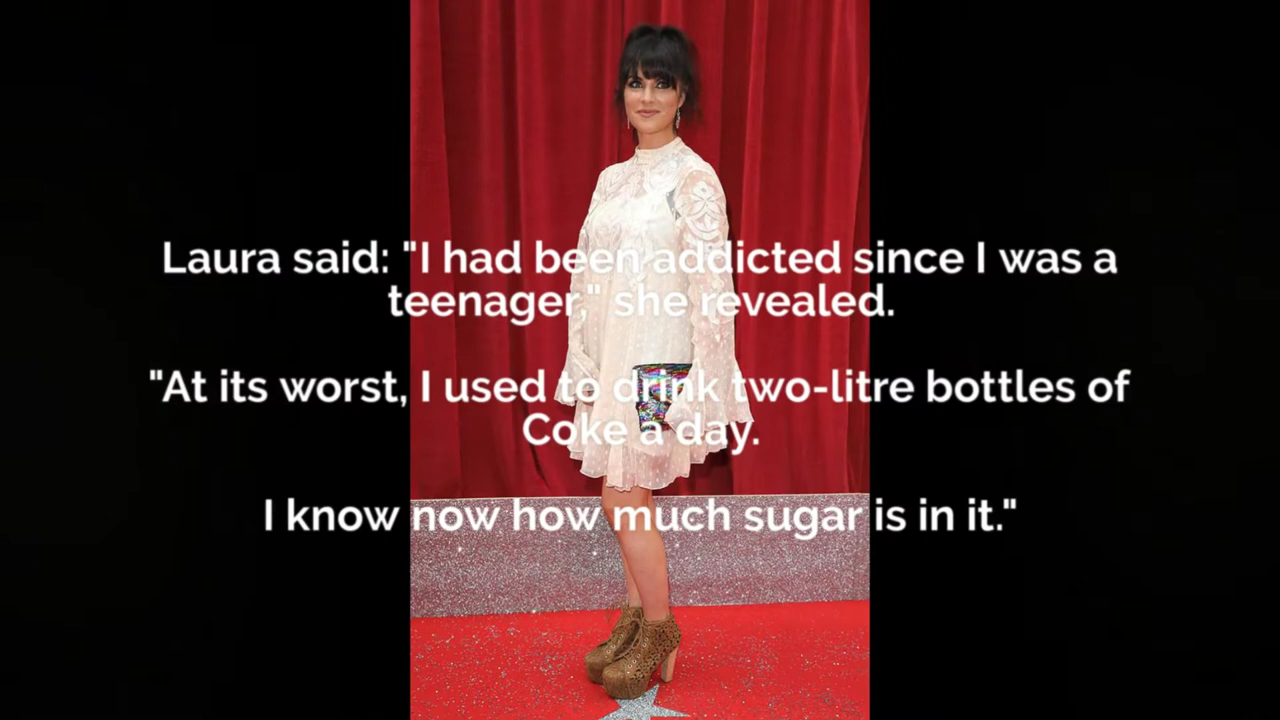 Laura said: "I had been addicted since I was a
teenager," she revealed.
"At its worst, I used to drink two-litre bottles of
Coke a day.
I know now how much sugar is in it."